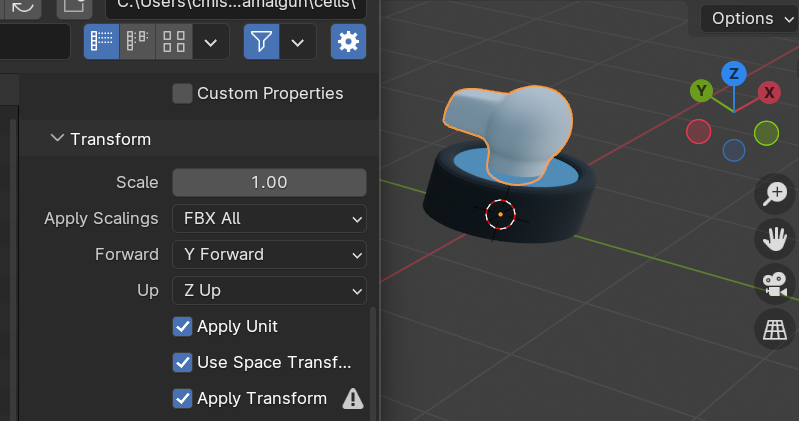 C:\Users\cmis...amalgun\cells\
Options
Custom Properties
Transform
Scale 1.00
Apply Scalings FBX All
Forward Y Forward
Up Z Up
Apply Unit
Use Space Transf...
Apply Transform
Z
Y
X